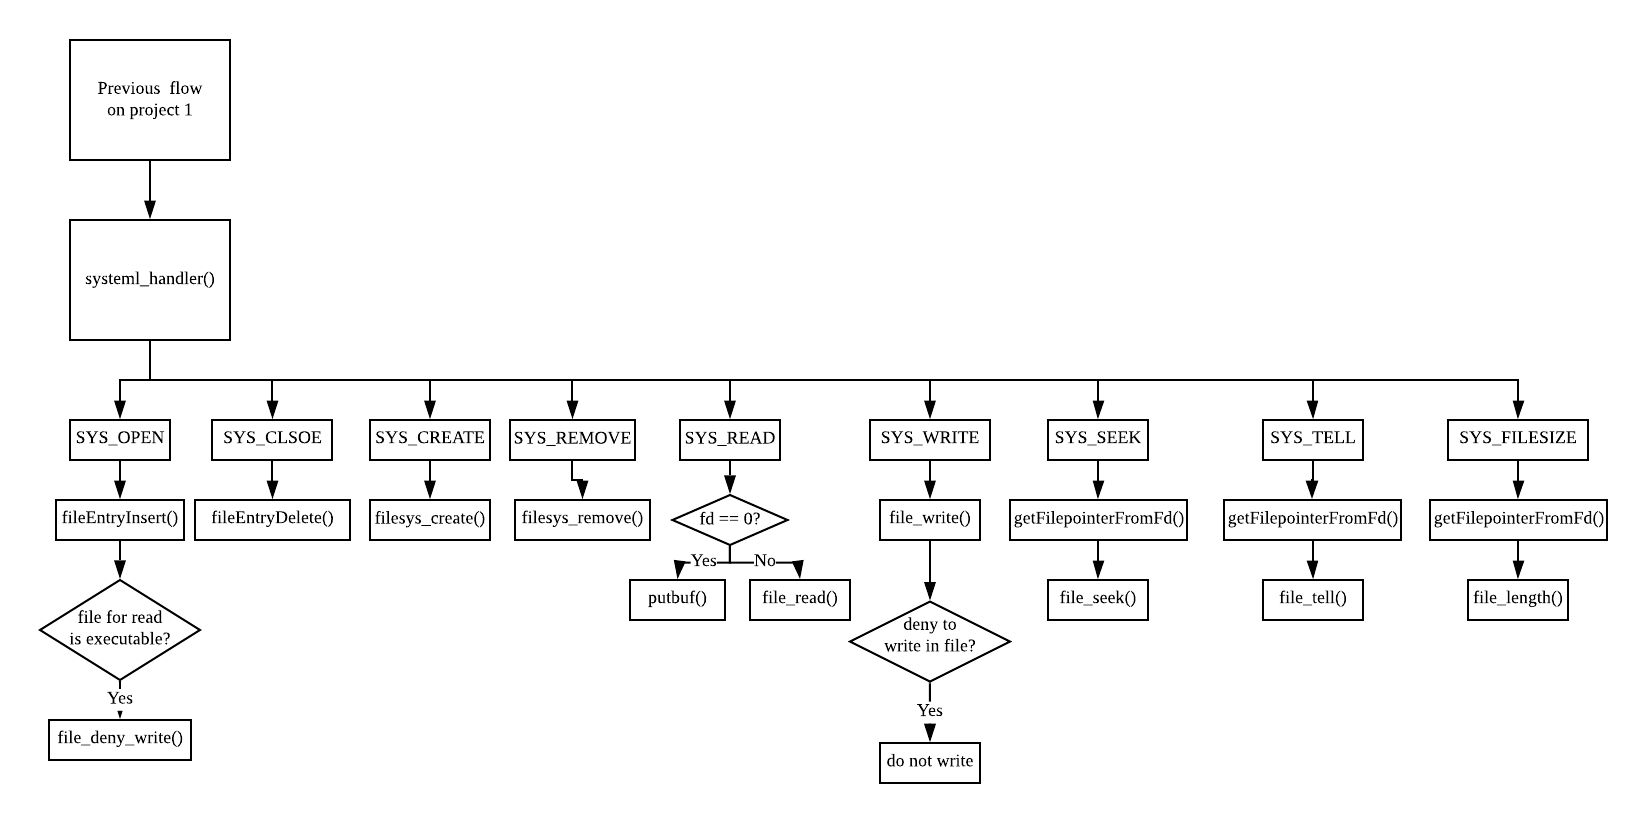 Previous  flow
on project 1
systeml_handler()
SYS_OPEN
SYS_CLSOE
SYS_CREATE
SYS_REMOVE
SYS_READ
SYS_WRITE
SYS_SEEK
SYS_TELL
SYS_FILESIZE
fileEntryInsert()
fileEntryDelete()
filesys_create()
filesys_remove()
fd == 0?
file_write()
getFilepointerFromFd()
getFilepointerFromFd()
getFilepointerFromFd()
Yes
No
putbuf()
file_read()
file_seek()
file_tell()
file_length()
file for read
is executable?
deny to
write in file?
Yes
Yes
file_deny_write()
do not write